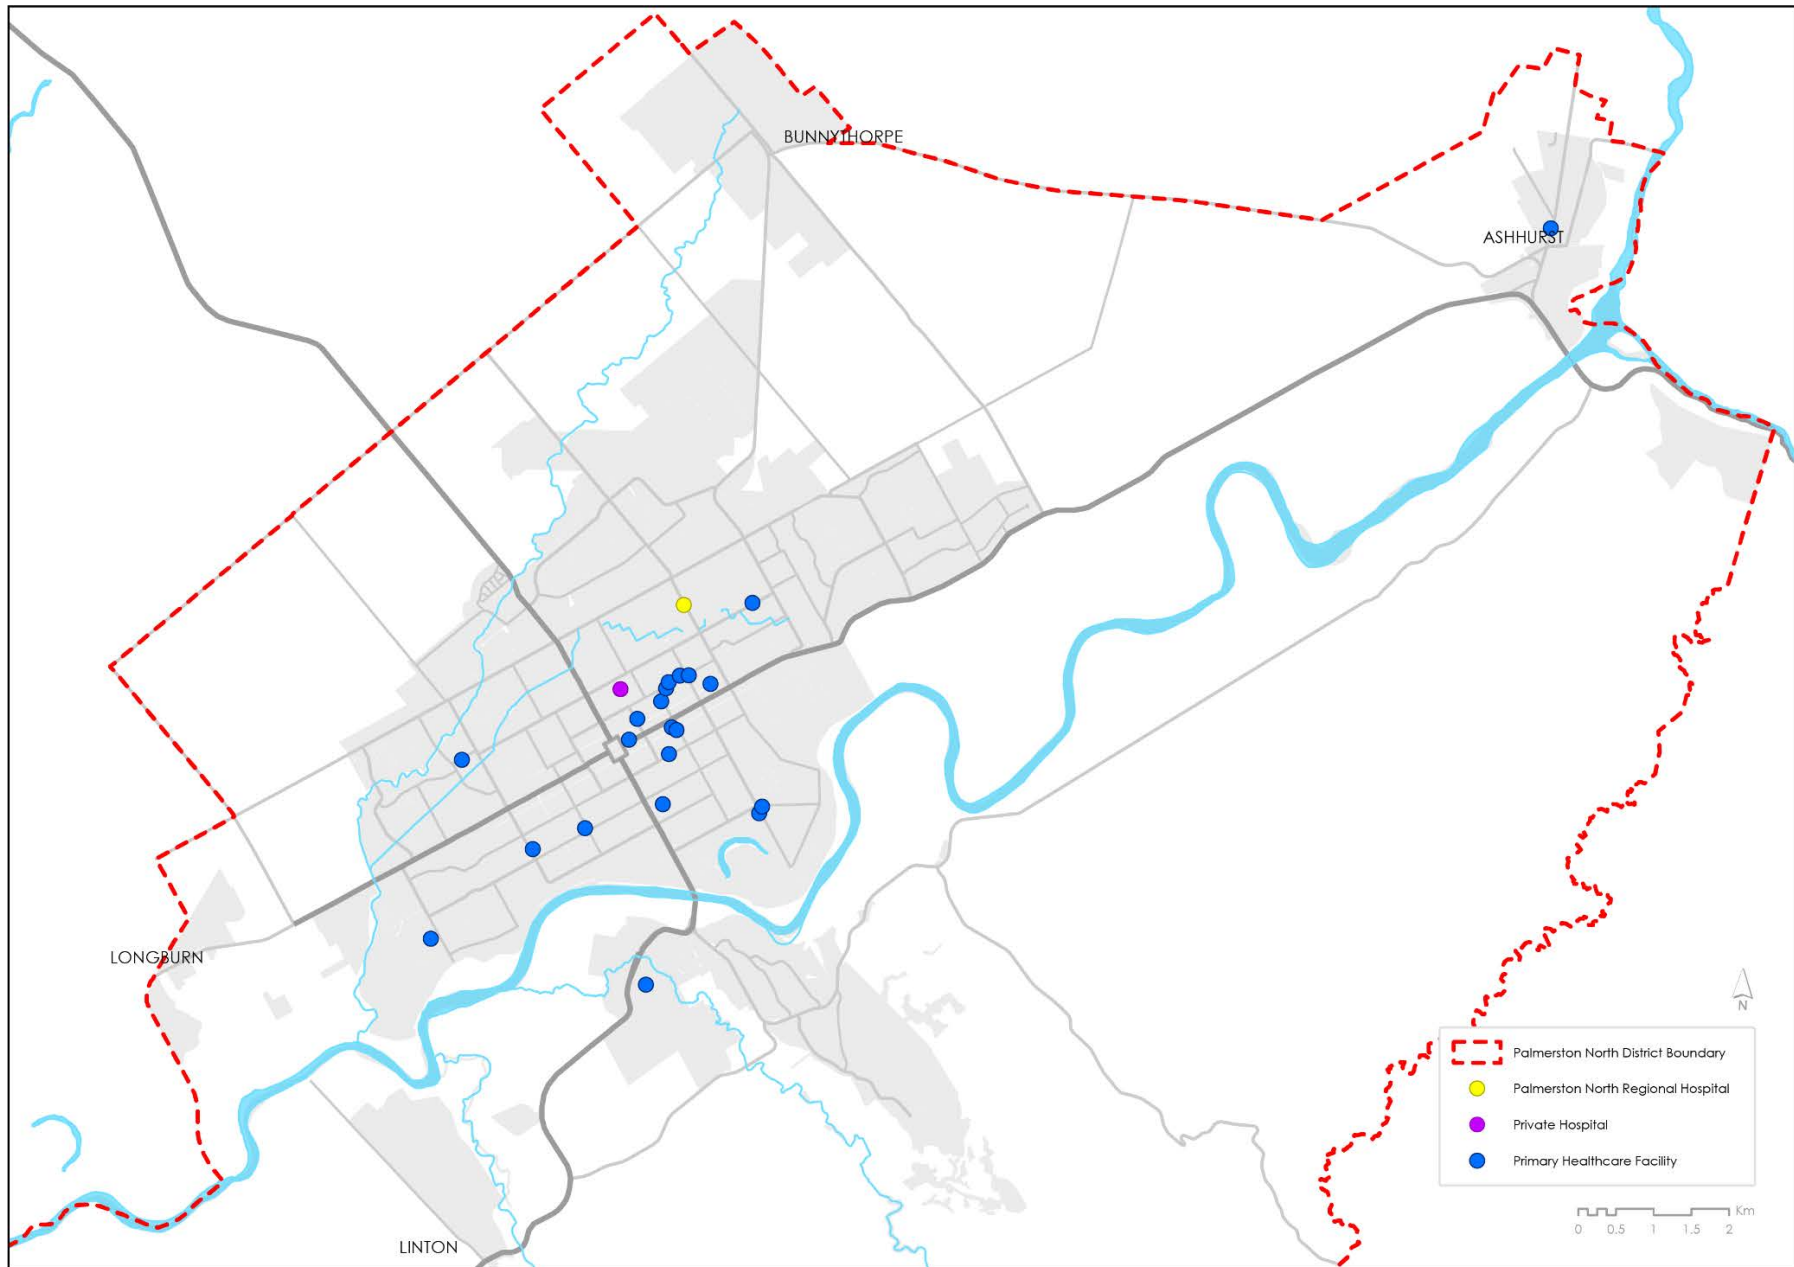 BUNNYTHORPE
ASHHURST
LONGBURN
LINTON
N
Palmerston North District Boundary
Palmerston North Regional Hospital
Private Hospital
Primary Healthcare Facility
Km
0 0.5 1 1.5 2